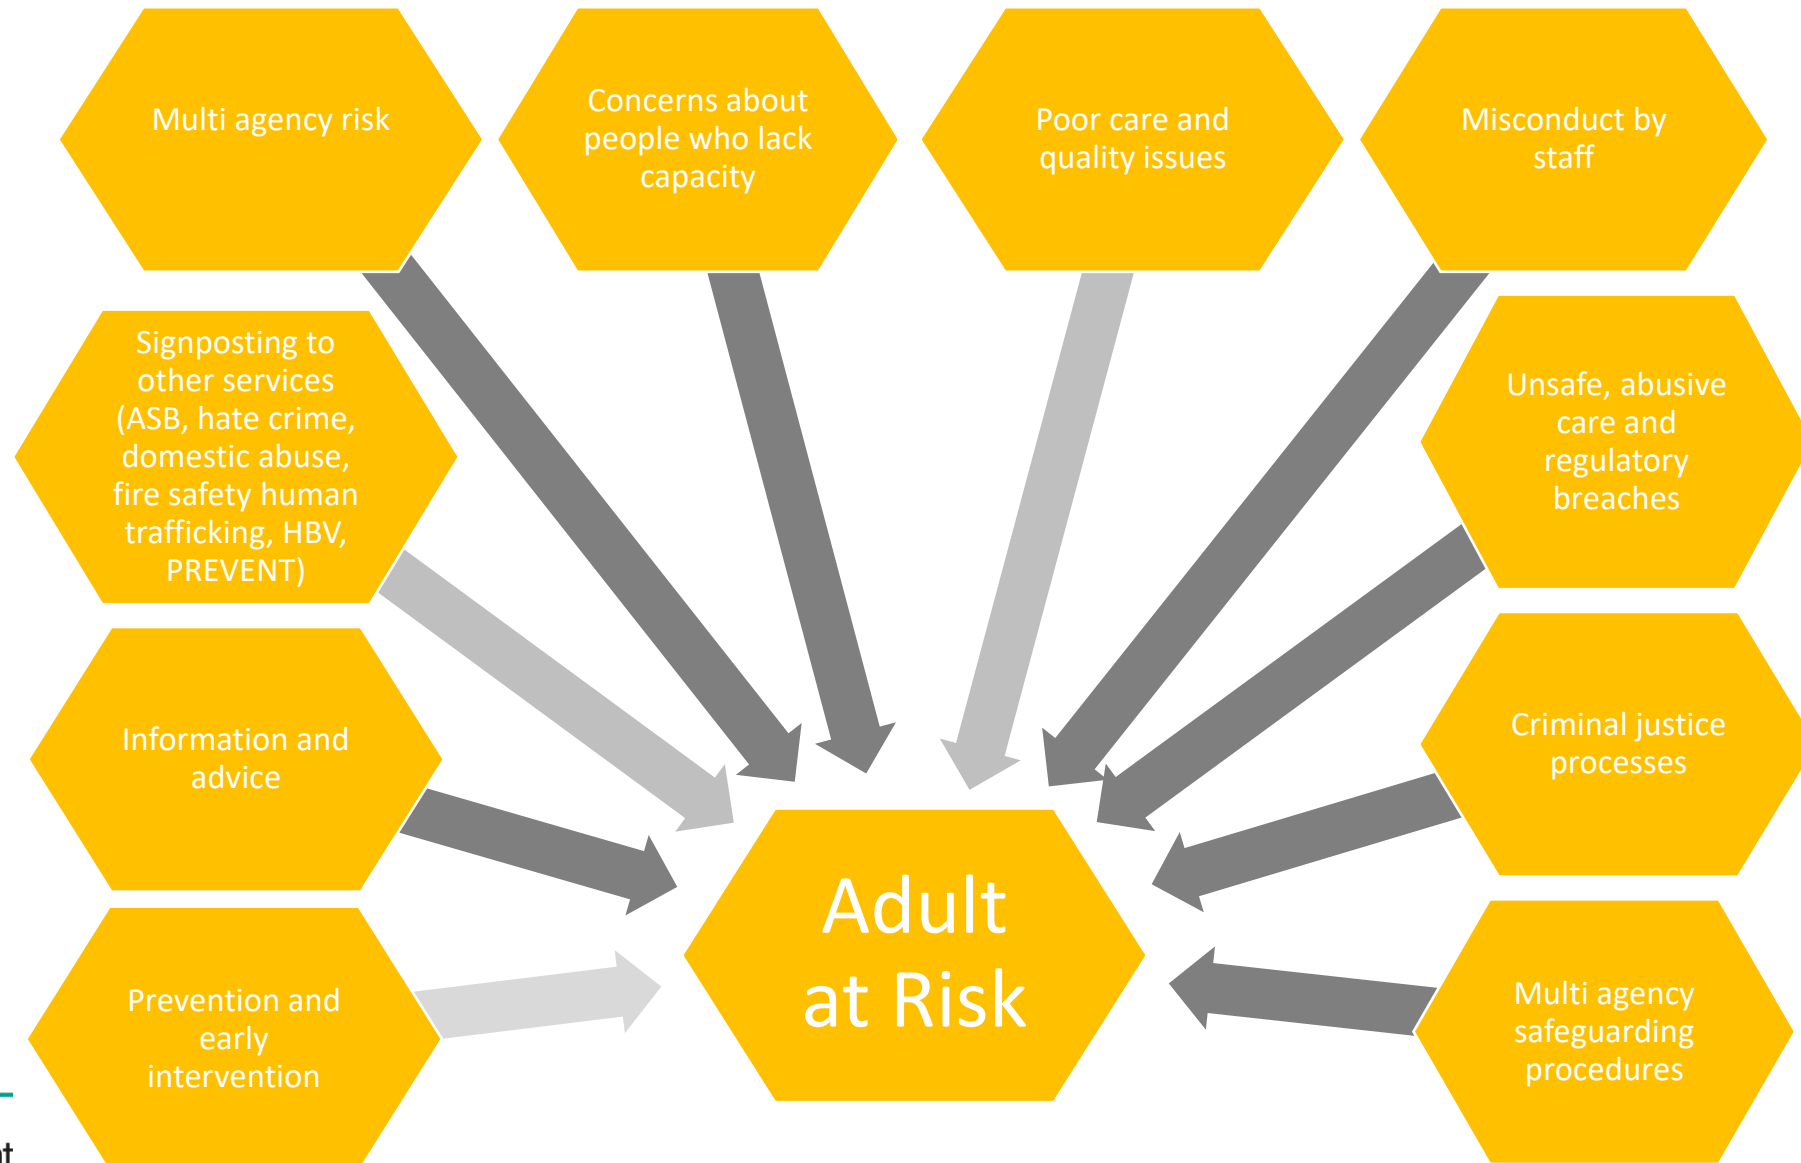 Multi agency risk
Concerns about
people who lack
capacity
Poor care and
quality issues
Misconduct by
staff
Signposting to
other services
(ASB, hate crime,
domestic abuse,
fire safety human
trafficking, HBV,
PREVENT)
Unsafe, abusive
care and
regulatory
breaches
Information and
advice
Criminal justice
processes
Prevention and
early
intervention
Adult
at Risk
Multi agency
safeguarding
procedures